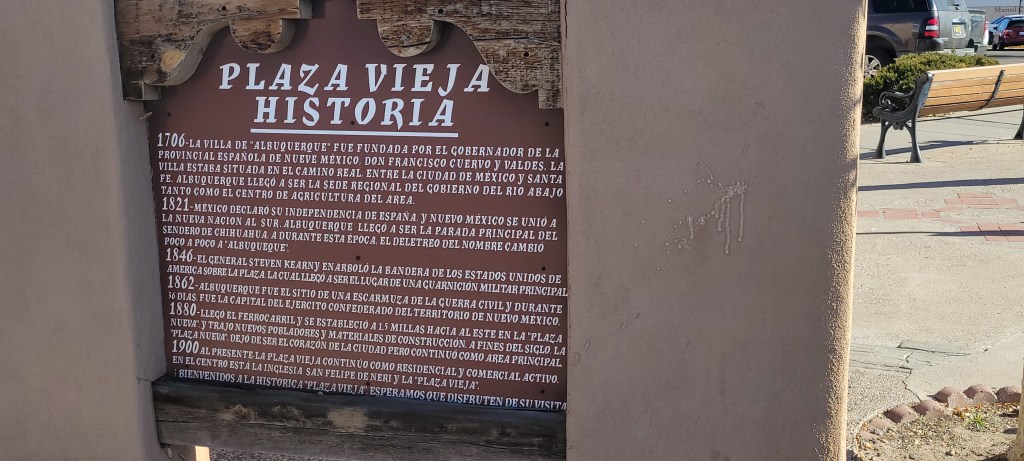 PLAZA VIEJA
HISTORIA
1706-LA VILLA DE "ALBUQUERQUE" FUE FUNDADA POR EL GOBERNADOR DE LA
PROVINCIAL ESPAÑOLA DE NUEVE MÉXICO, DON FRANCISCO CUERVO Y VALDES. LA
VILLA ESTABA SITUADA EN EL CAMINO REAL, ENTRE LA CIUDAD DE MÉXICO Y SANTA
FE. ALBUQUERQUE LLEGÓ A SER LA SEDE REGIONAL DEL GOBIERNO DEL RIO ABAJO
TANTO COMO EL CENTRO DE AGRICULTURA DEL AREA.
1821-MÉXICO DECLARÓ SU INDEPENDENCIA DE ESPAÑA, Y NUEVO MÉXICO SE UNIÓ A
LA NUEVA NACION AL SUR. ALBUQUERQUE LLEGÓ A SER LA PARADA PRINCIPAL DEL
SENDERO DE CHIHUAHUA. A DURANTE ESTA ÉPOCA, EL DELETREO DEL NOMBRE CAMBIÓ
POCO A POCO A "ALBUQUEQUE".
1846-EL GENERAL STEVEN KEARNY ENARBOLÓ LA BANDERA DE LOS ESTADOS UNIDOS DE
AMERICA SOBRE LA PLAZA, LA CUAL LLEGÓ A SER EL LUGAR DE UNA GUARNICIÓN MILITAR PRINCIPAL
1862-ALBUQUERQUE FUE EL SITIO DE UNA ESCARMUZA DE LA GUERRA CIVIL Y DURANTE
36 DIAS, FUE LA CAPITAL DEL EJERCITO CONFEDERADO DEL TERRITORIO DE NUEVO MÉXICO.
1880-LLEGÓ EL FERROCARRIL Y SE ESTABLECIÓ A 1.5 MILLAS HACIA AL ESTE EN LA "PLAZA
NUEVA", Y TRAJO NUEVOS POBLADORES Y MATERIALES DE CONSTRUCCIÓN. A FINES DEL SIGLO, LA
"PLAZA NUEVA", DEJÓ DE SER EL CORAZÓN DE LA CIUDAD PERO CONTINUÓ COMO AREA PRINCIPAL
1900 AL PRESENTE-LA PLAZA VIEJA CONTINUÓ COMO RESIDENCIAL Y COMERCIAL ACTIVO.
EN EL CENTRO ESTÁ LA INGLESIA SAN FELIPE DE NERI Y LA "PLAZA VIEJA".
¡BIENVENIDOS A LA HISTORICA "PLAZA VIEJA". ESPERAMOS QUE DISFRUTEN DE SU VISITA